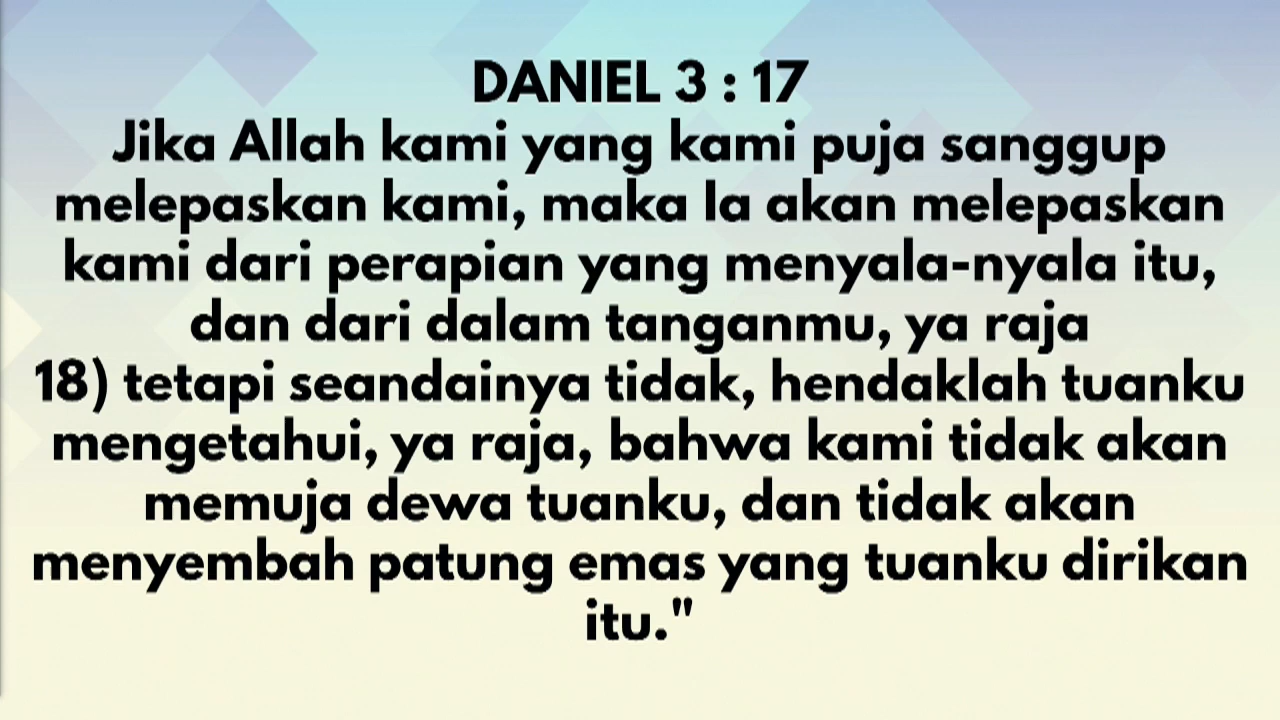 DANIEL 3 : 17
Jika Allah kami yang kami puja sanggup
melepaskan kami, maka Ia akan melepaskan
kami dari perapian yang menyala-nyala itu,
dan dari dalam tanganmu, ya raja
18) tetapi seandainya tidak, hendaklah tuanku
mengetahui, ya raja, bahwa kami tidak akan
memuja dewa tuanku, dan tidak akan
menyembah patung emas yang tuanku dirikan
itu."